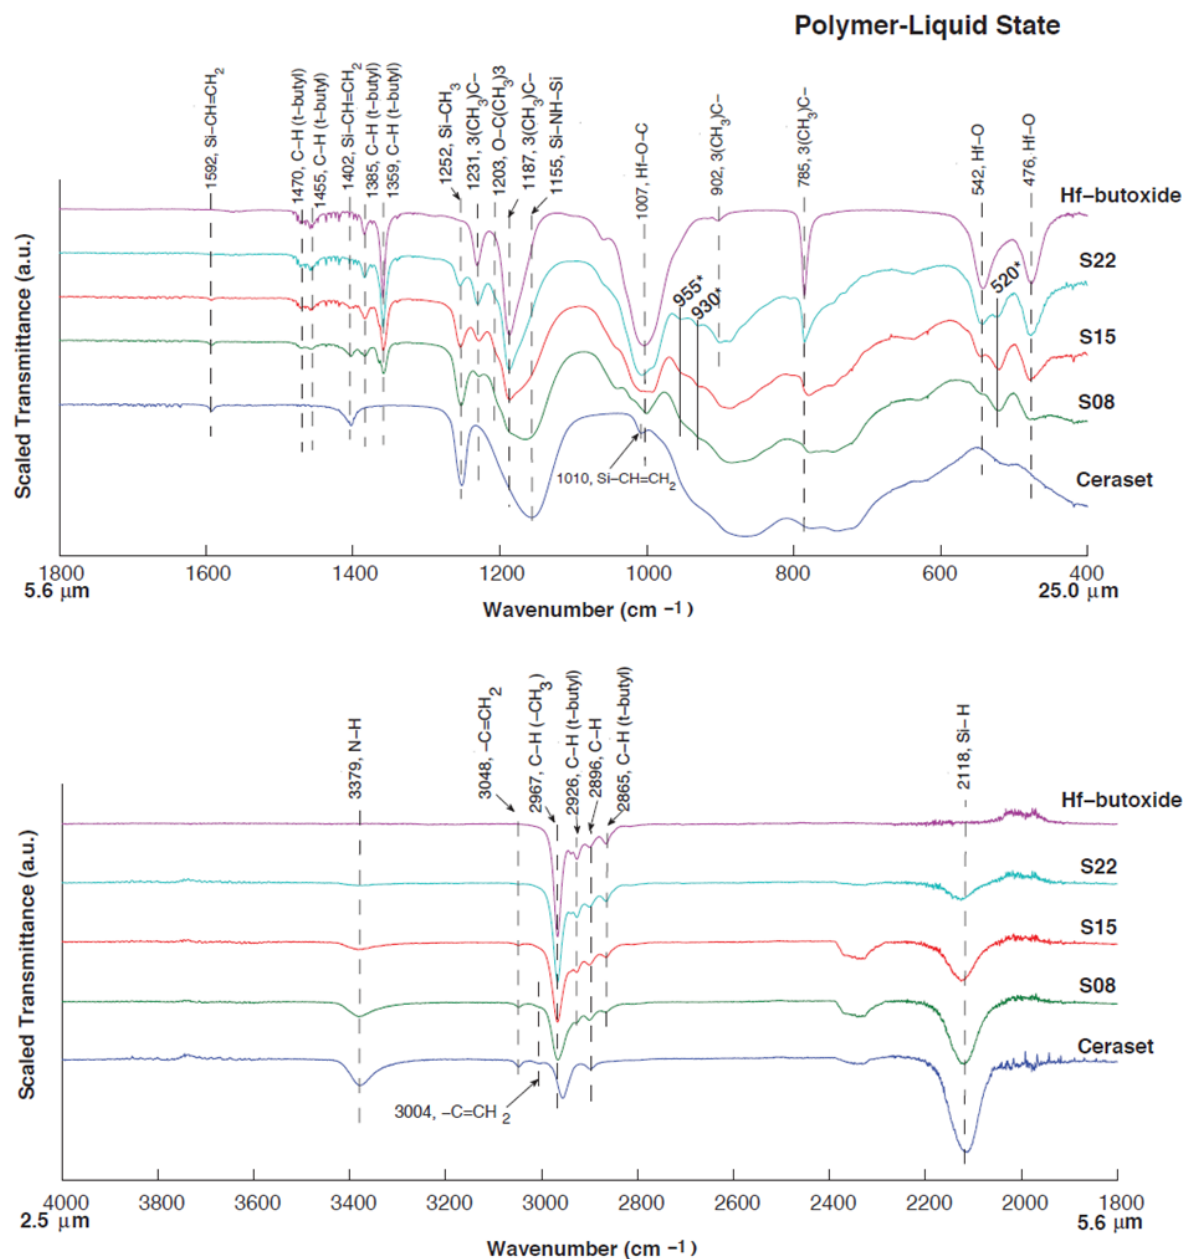 Polymer-Liquid State
1592, Si–CH=CH2
1470, C–H (t–butyl)
1455, C–H (t–butyl)
1402, Si–CH=CH2
1385, C–H (t–butyl)
1359, C–H (t–butyl)
1252, Si–CH3
1231, 3(CH3)C–
1203, O–C(CH3)3
1187, 3(CH3)C–
1155, Si–NH–Si
1007, Hf–O–C
902, 3(CH3)C–
785, 3(CH3)C–
542, Hf–O
476, Hf–O
Hf–butoxide
S22
955*
930*
520*
S15
S08
Ceraset
1010, Si–CH=CH2
Scaled Transmittance (a.u.)
1800 1600 1400 1200 1000 800 600 400
5.6 μm 25.0 μm
Wavenumber (cm –1)
3379, N–H
3048, –C=CH2
2967, C–H (–CH3)
2926, C–H (t–butyl)
2896, C–H
2865, C–H (t–butyl)
2118, Si–H
Hf–butoxide
S22
S15
S08
Ceraset
3004, –C=CH2
Scaled Transmittance (a.u.)
4000 3800 3600 3400 3200 3000 2800 2600 2400 2200 2000 1800
2.5 μm 5.6 μm
Wavenumber (cm –1)